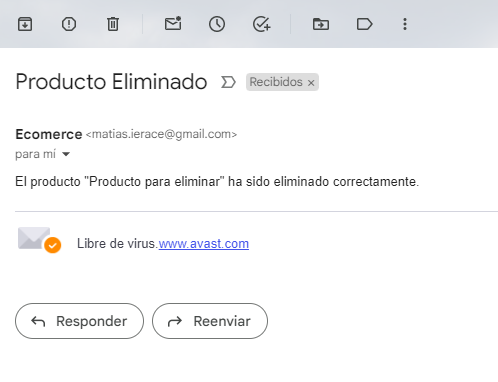 Producto Eliminado
Recibidos ×
Ecomerce <matias.ierace@gmail.com>
para mí
El producto "Producto para eliminar" ha sido eliminado correctamente.
Libre de virus.www.avast.com
Responder
Reenviar